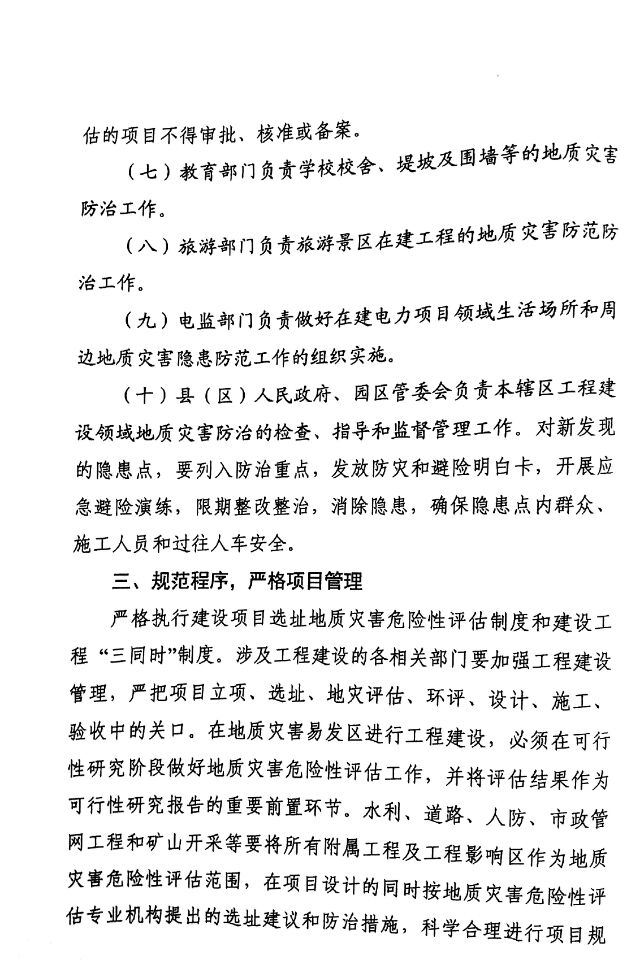 估的项目不得审批、核准或备案。
（七）教育部门负责学校校舍、堤坡及围墙等的地质灾害
防治工作。
（八）旅游部门负责旅游景区在建工程的地质灾害防范防
治工作。
（九）电监部门负责做好在建电力项目领域生活场所和周
边地质灾害隐患防范工作的组织实施。
（十）县（区）人民政府、园区管委会负责本辖区工程建
设领域地质灾害防治的检查、指导和监督管理工作。对新发现
的隐患点，要列入防治重点，发放防灾和避险明白卡，开展应
急避险演练，限期整改整治，消除隐患，确保隐患点内群众、
施工人员和过往人车安全。
三、规范程序，严格项目管理
严格执行建设项目选址地质灾害危险性评估制度和建设工
程“三同时”制度。涉及工程建设的各相关部门要加强工程建设
管理，严把项目立项、选址、地灾评估、环评、设计、施工、
验收中的关口。在地质灾害易发区进行工程建设，必须在可行
性研究阶段做好地质灾害危险性评估工作，并将评估结果作为
可行性研究报告的重要前置环节。水利、道路、人防、市政管
网工程和矿山开采等要将所有附属工程及工程影响区作为地质
灾害危险性评估范围，在项目设计的同时按地质灾害危险性评
估专业机构提出的选址建议和防治措施，科学合理进行项目规